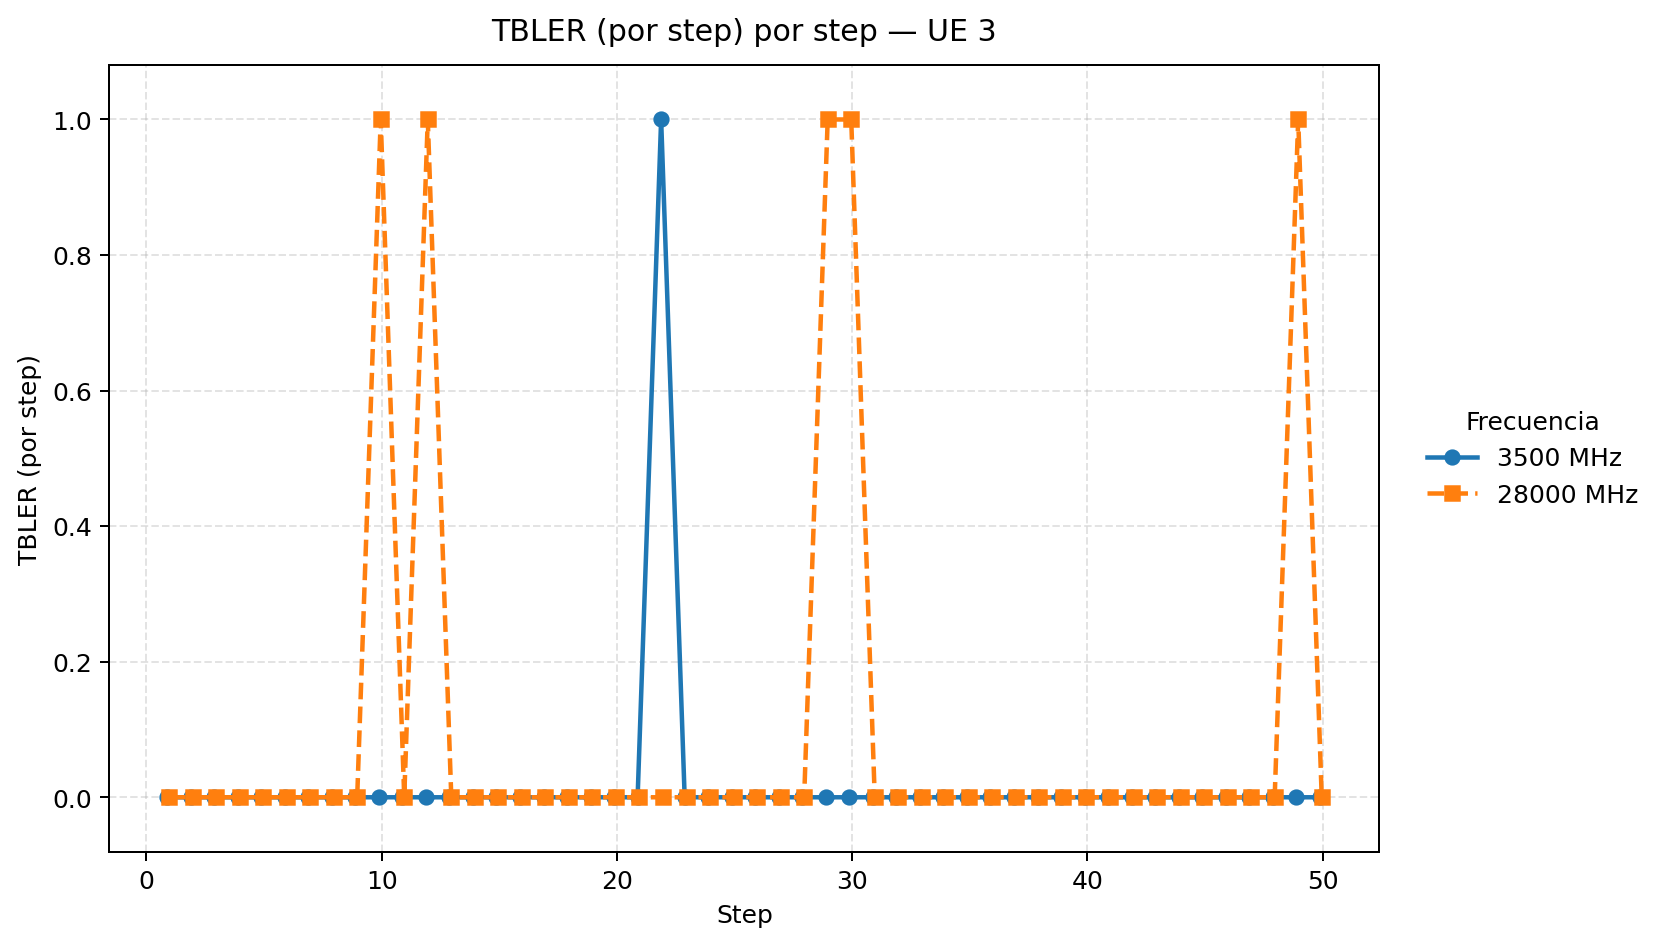 TBLER (por step) por step — UE 3
TBLER (por step)
1.0
0.8
0.6
0.4
0.2
0.0
0 10 20 30 40 50
Step
Frecuencia
3500 MHz
28000 MHz